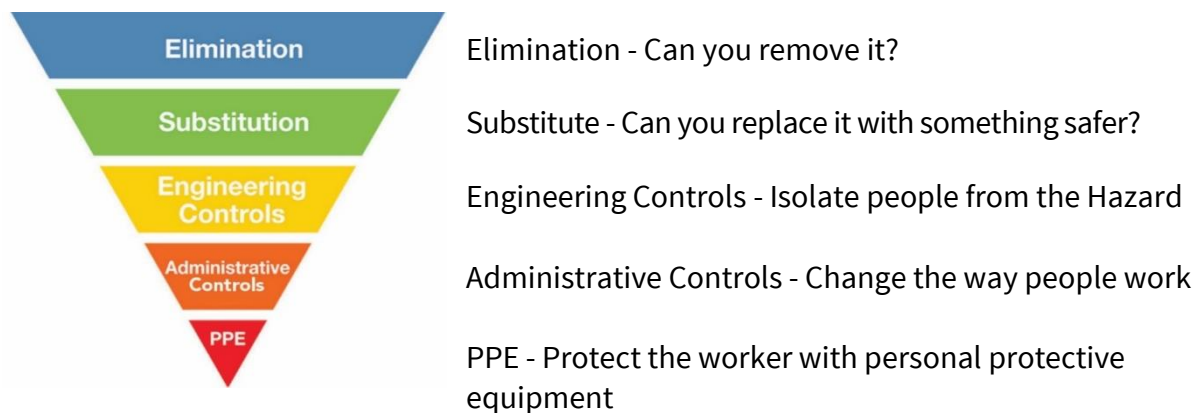 Elimination
Elimination - Can you remove it?
Substitution
Substitute - Can you replace it with something safer?
Engineering
Controls
Engineering Controls - Isolate people from the Hazard
Administrative
Controls
Administrative Controls - Change the way people work
PPE
PPE - Protect the worker with personal protective
equipment